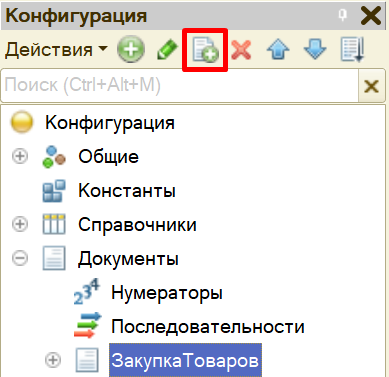 Конфигурация
Действия
Поиск (Ctrl+Alt+M)
Конфигурация
Общие
Константы
Справочники
Документы
Нумераторы
Последовательности
ЗакупкаТоваров